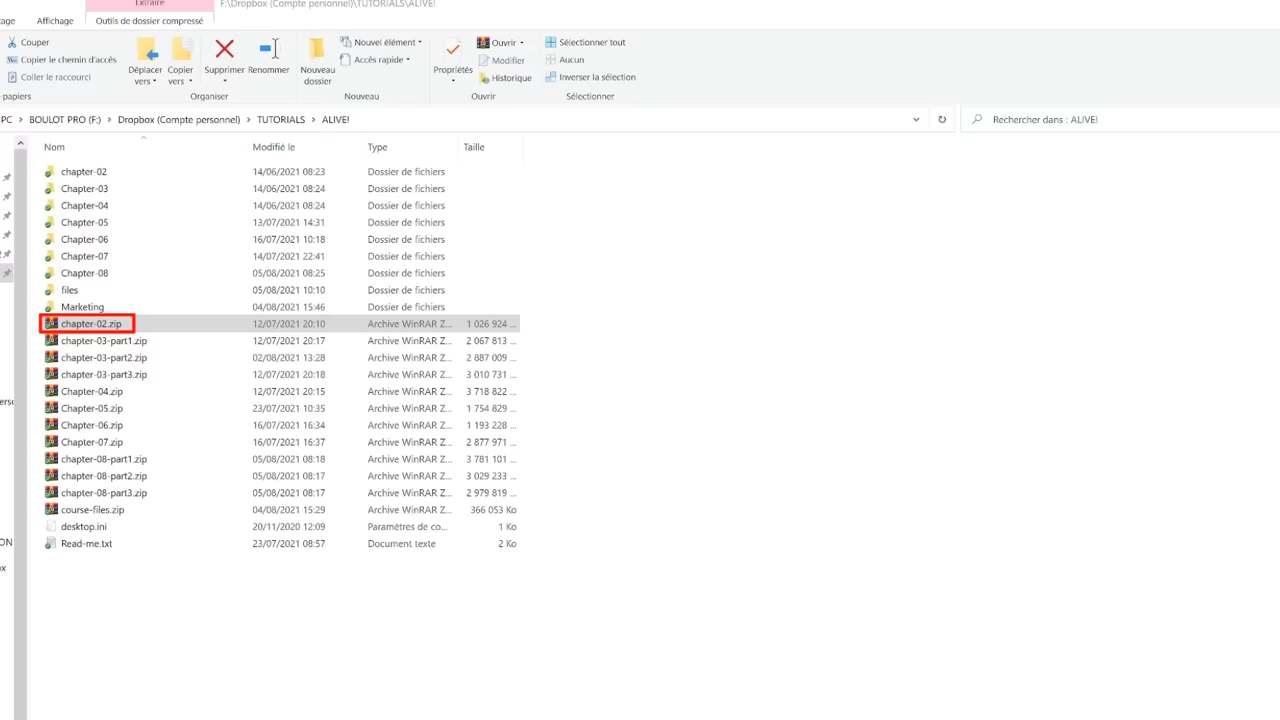 Extraire
F:\Dropbox (Compte personnel)\TUTORIALS\ALIVE!
tage Affichage Outils de dossier compressé
Couper
Copier le chemin d'accès
Coller le raccourci
-papiers
Déplacer vers
Copier vers
Supprimer
Renommer
Organiser
Nouveau dossier
Nouvel élément
Accès rapide
Nouveau
Propriétés
Ouvrir
Modifier
Historique
Ouvrir
Sélectionner tout
Aucun
Inverser la sélection
Sélectionner
PC > BOULOT PRO (F:) > Dropbox (Compte personnel) > TUTORIALS > ALIVE!
Rechercher dans : ALIVE!
Nom Modifié le Type Taille
chapter-02 14/06/2021 08:23 Dossier de fichiers
Chapter-03 14/06/2021 08:24 Dossier de fichiers
Chapter-04 14/06/2021 08:24 Dossier de fichiers
Chapter-05 13/07/2021 14:31 Dossier de fichiers
Chapter-06 16/07/2021 10:18 Dossier de fichiers
Chapter-07 14/07/2021 22:41 Dossier de fichiers
Chapter-08 05/08/2021 08:25 Dossier de fichiers
files 05/08/2021 10:10 Dossier de fichiers
Marketing 04/08/2021 15:46 Dossier de fichiers
chapter-02.zip 12/07/2021 20:10 Archive WinRAR Z... 1 026 924 ...
chapter-03-part1.zip 12/07/2021 20:17 Archive WinRAR Z... 2 067 813 ...
chapter-03-part2.zip 02/08/2021 13:28 Archive WinRAR Z... 2 887 009 ...
chapter-03-part3.zip 12/07/2021 20:18 Archive WinRAR Z... 3 010 731 ...
Chapter-04.zip 12/07/2021 20:15 Archive WinRAR Z... 3 718 822 ...
Chapter-05.zip 23/07/2021 10:35 Archive WinRAR Z... 1 754 829 ...
Chapter-06.zip 16/07/2021 16:34 Archive WinRAR Z... 1 193 228 ...
Chapter-07.zip 16/07/2021 16:37 Archive WinRAR Z... 2 877 971 ...
chapter-08-part1.zip 05/08/2021 08:18 Archive WinRAR Z... 3 781 101 ...
chapter-08-part2.zip 05/08/2021 08:17 Archive WinRAR Z... 3 029 233 ...
chapter-08-part3.zip 05/08/2021 08:17 Archive WinRAR Z... 2 979 819 ...
course-files.zip 04/08/2021 15:29 Archive WinRAR Z... 366 053 Ko
desktop.ini 20/11/2020 12:09 Paramètres de co... 1 Ko
Read-me.txt 23/07/2021 08:57 Document texte 2 Ko